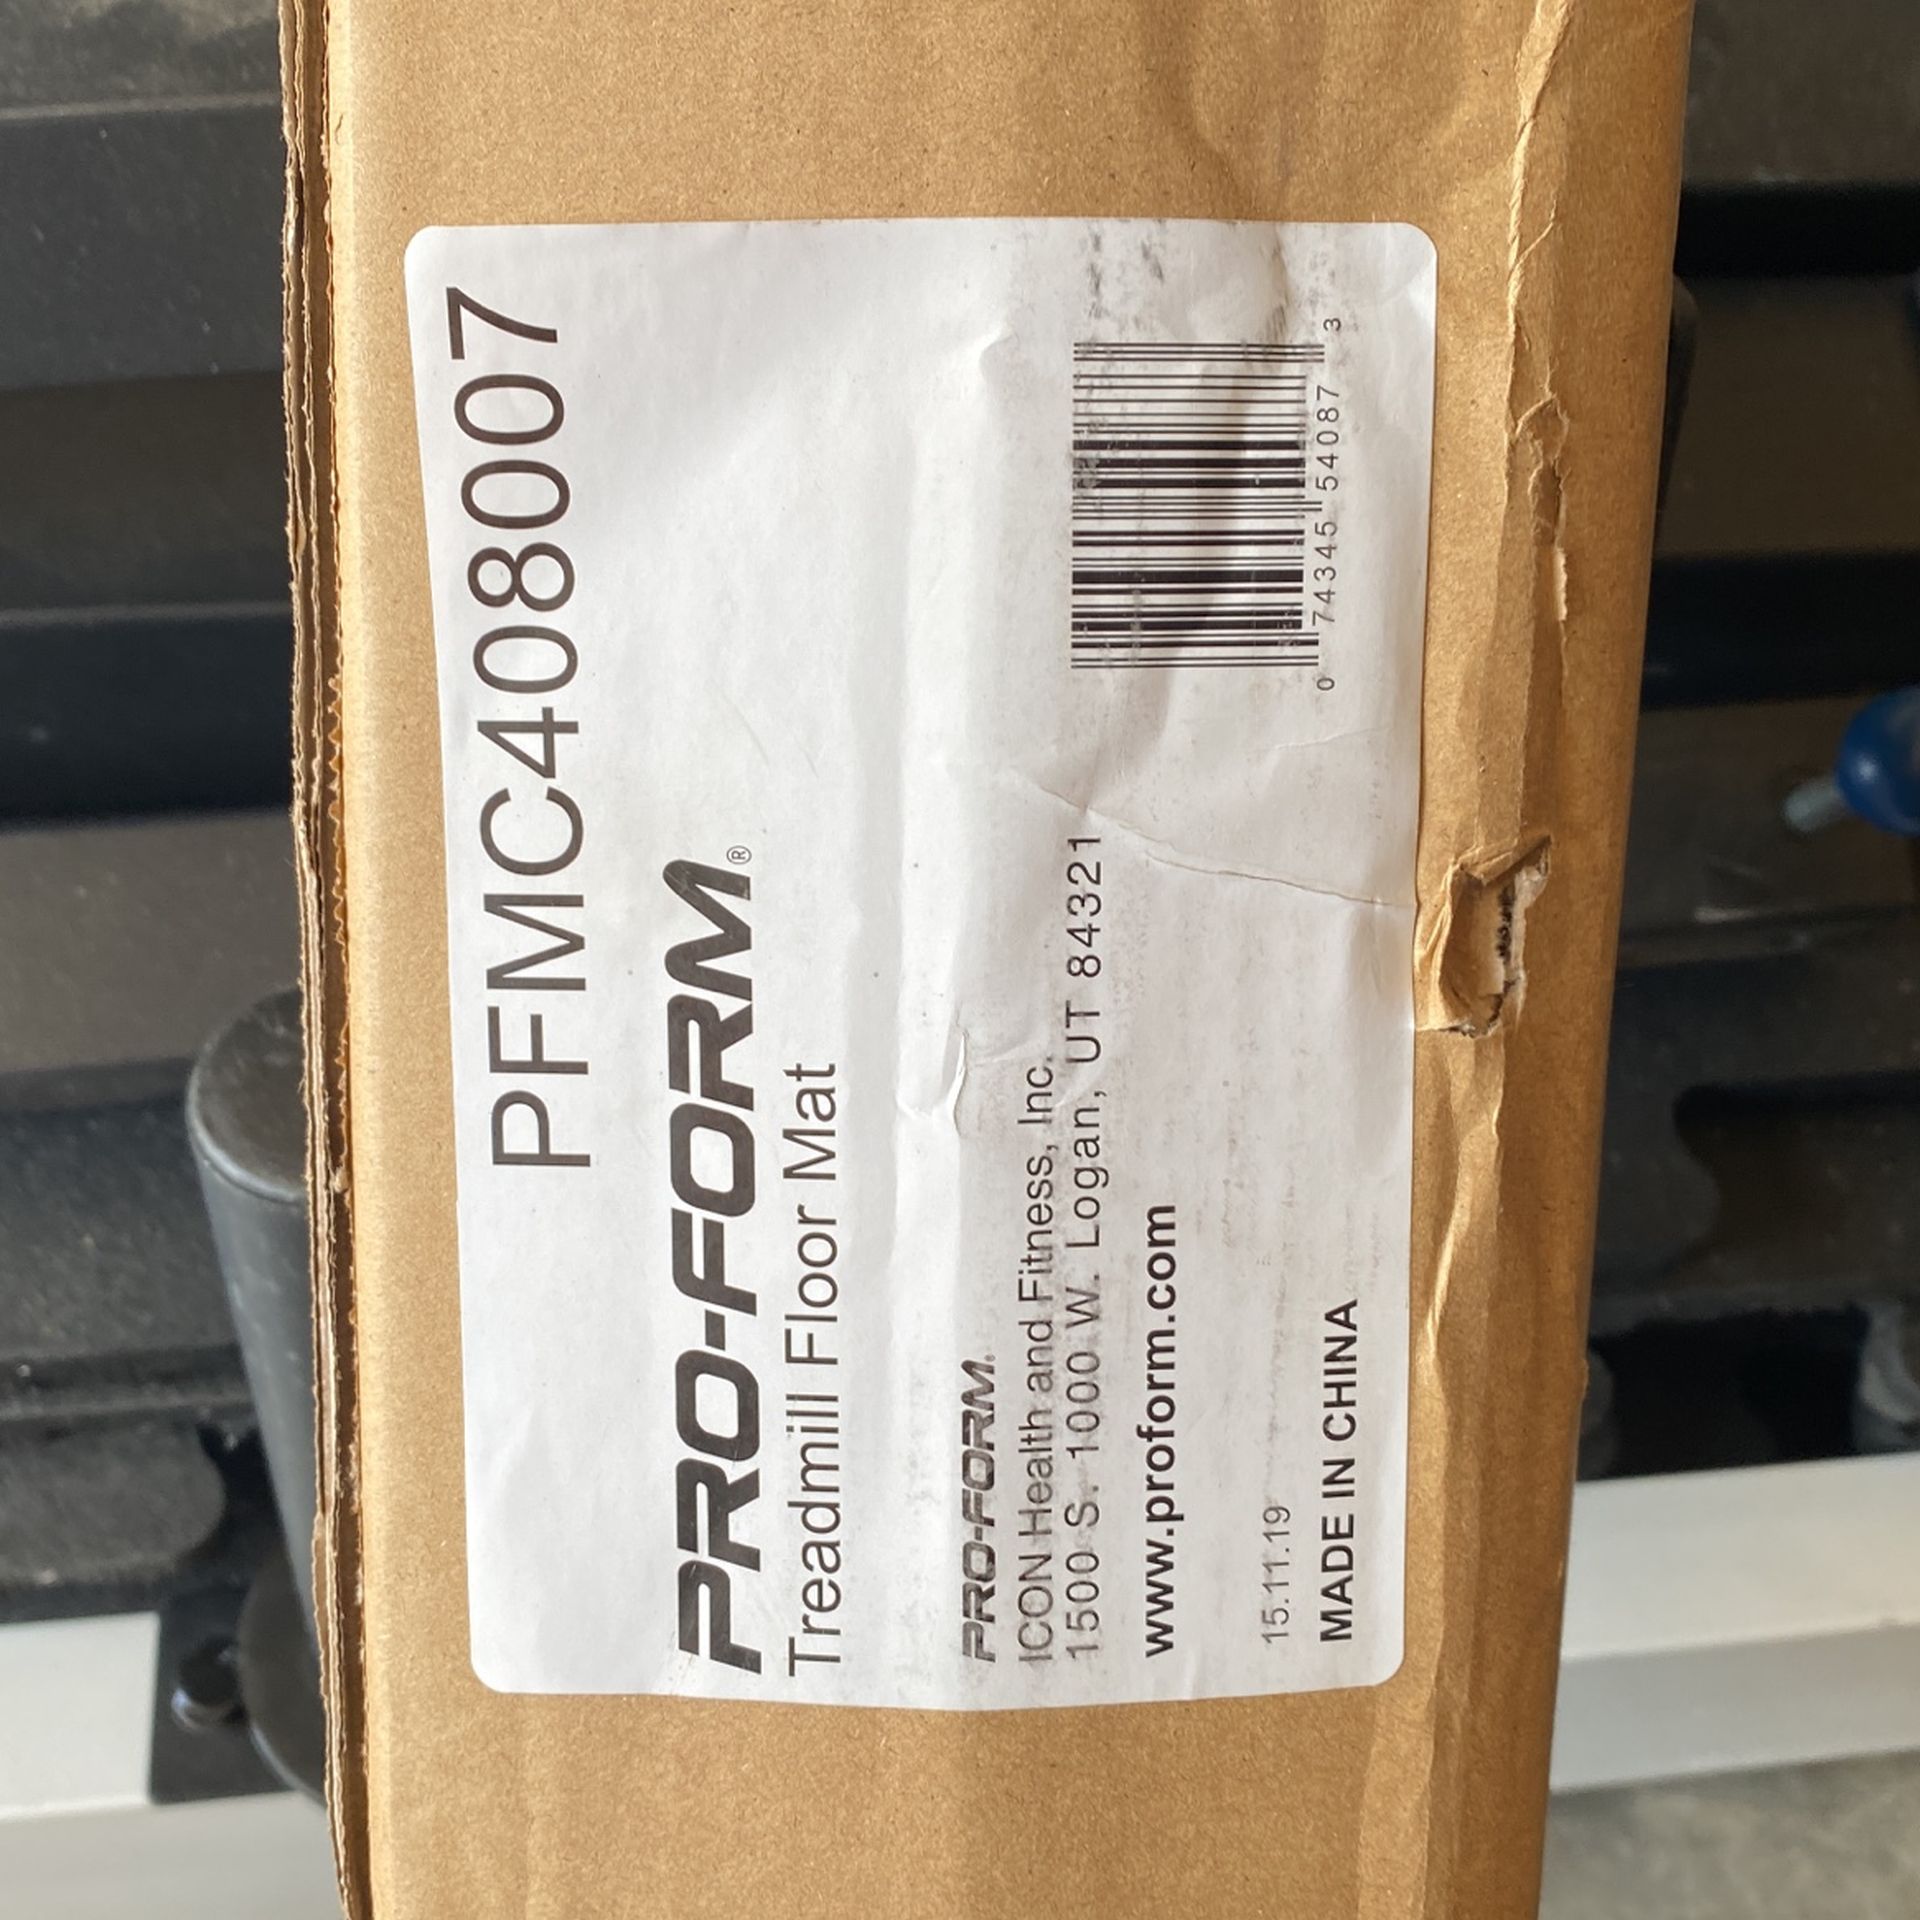 PFMC40807
PRO-FORM®
Treadmill Floor Mat
PRO-FORM®
ICON Health and Fitness, Inc.
1500 S. 1000 W. Logan, UT 84321
www.proform.com
15.11.19
MADE IN CHINA
0 74345 54087 3